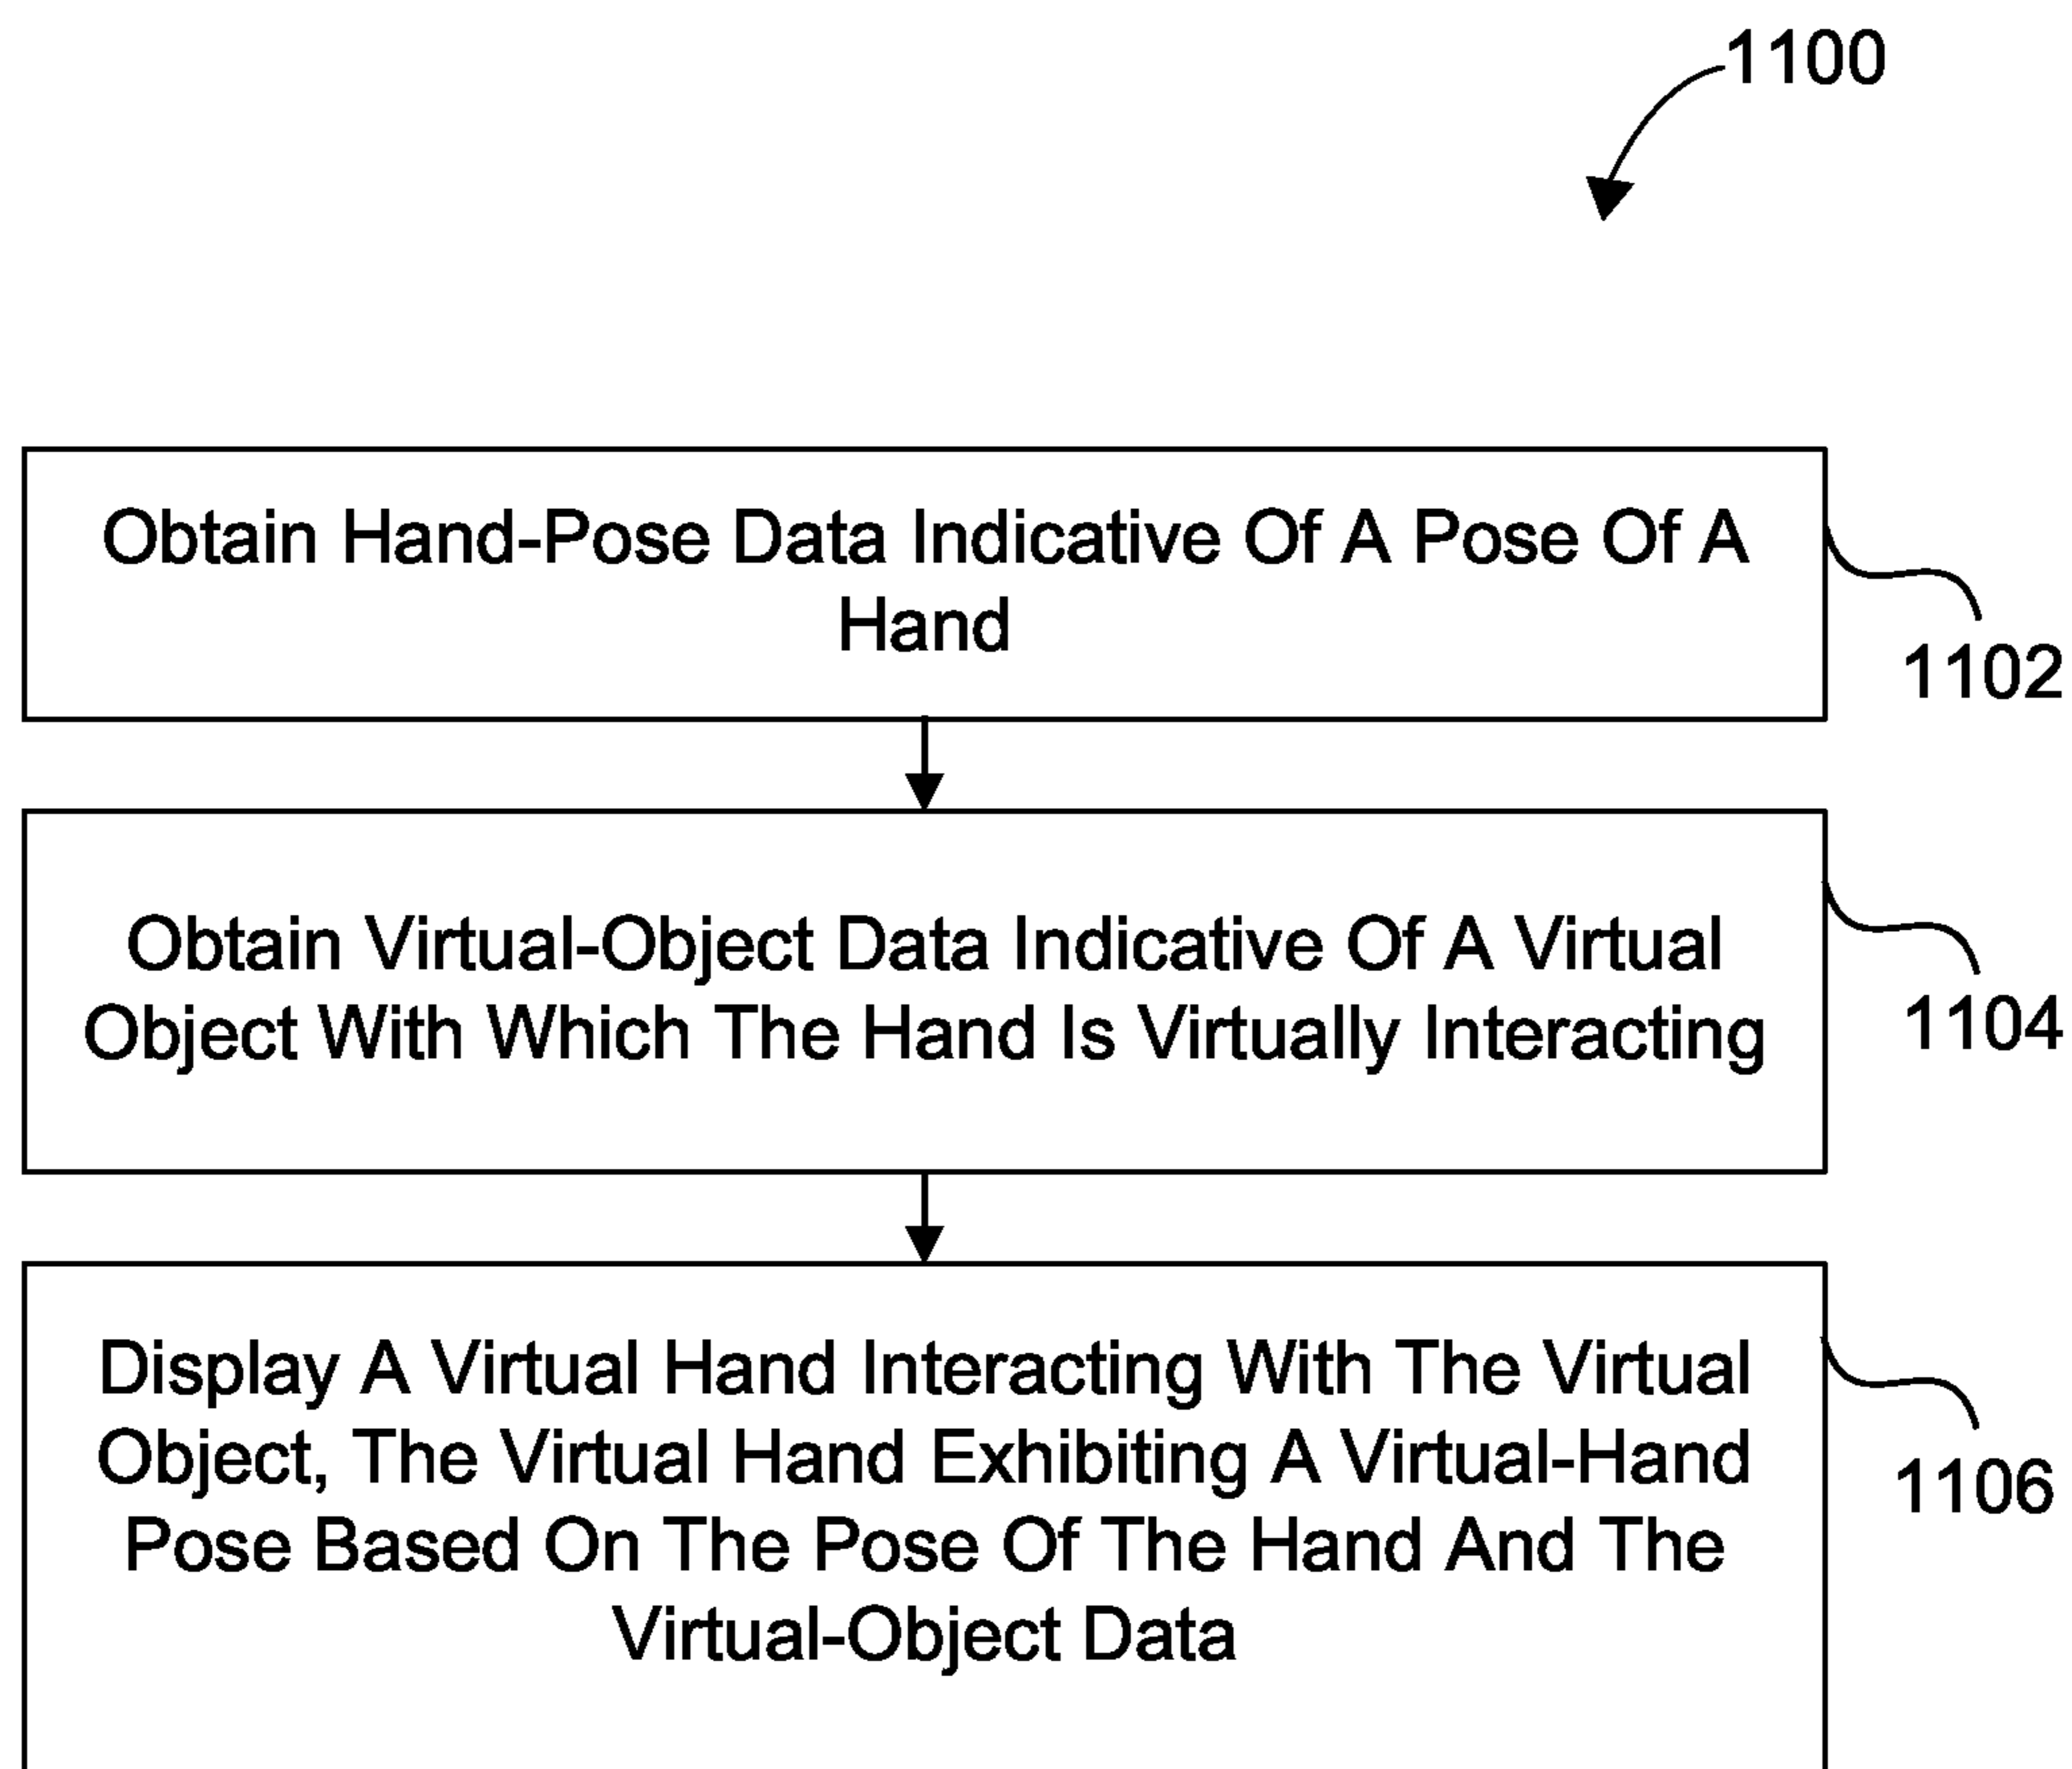 1100
Obtain Hand-Pose Data Indicative Of A Pose Of A
Hand
1102
Obtain Virtual-Object Data Indicative Of A Virtual
Object With Which The Hand Is Virtually Interacting
1104
Display A Virtual Hand Interacting With The Virtual
Object, The Virtual Hand Exhibiting A Virtual-Hand
Pose Based On The Pose Of The Hand And The
Virtual-Object Data
1106